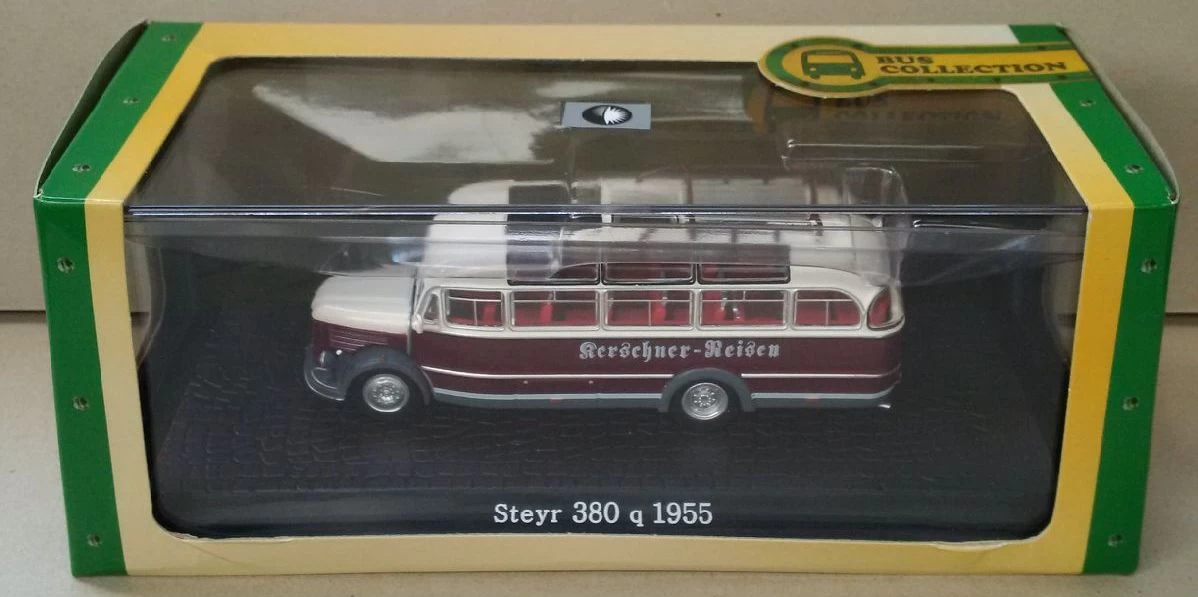 BUS
COLLECTION
Kerschner-Reisen
Steyr 380 q 1955